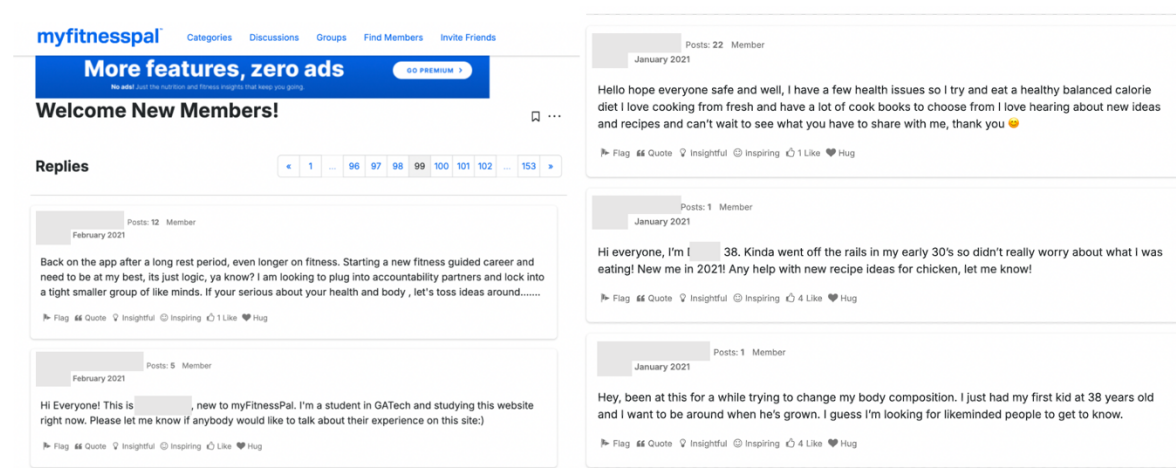 myfitnesspal Categories Discussions Groups Find Members Invite Friends
More features, zero ads GO PREMIUM >
No ads! Just the nutrition and fitness insights that keep you going.
Welcome New Members!
Replies « 1 ... 96 97 98 99 100 101 102 ... 153 »
Posts: 12 Member
February 2021
Back on the app after a long rest period, even longer on fitness. Starting a new fitness guided career and
need to be at my best, its just logic, ya know? I am looking to plug into accountability partners and lock into
a tight smaller group of like minds. If your serious about your health and body , let's toss ideas around.......
Flag Quote Insightful Inspiring 1 Like Hug
Posts: 5 Member
February 2021
Hi Everyone! This is , new to myFitnessPal. I'm a student in GATech and studying this website
right now. Please let me know if anybody would like to talk about their experience on this site:)
Flag Quote Insightful Inspiring Like Hug
Posts: 22 Member
January 2021
Hello hope everyone safe and well, I have a few health issues so I try and eat a healthy balanced calorie
diet I love cooking from fresh and have a lot of cook books to choose from I love hearing about new ideas
and recipes and can't wait to see what you have to share with me, thank you 😊
Flag Quote Insightful Inspiring 1 Like Hug
Posts: 1 Member
January 2021
Hi everyone, I'm 38. Kinda went off the rails in my early 30's so didn't really worry about what I was
eating! New me in 2021! Any help with new recipe ideas for chicken, let me know!
Flag Quote Insightful Inspiring 4 Like Hug
Posts: 1 Member
January 2021
Hey, been at this for a while trying to change my body composition. I just had my first kid at 38 years old
and I want to be around when he's grown. I guess I'm looking for likeminded people to get to know.
Flag Quote Insightful Inspiring 4 Like Hug